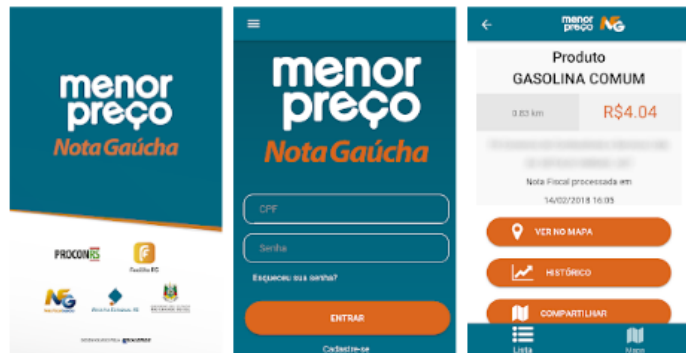 menor
preço
Nota Gaúcha
PROCON RS
NG
menor
preço
Nota Gaúcha
CPF
Senha
Esqueceu sua senha?
ENTRAR
Cadastre-se
menor
preço NG
Produto
GASOLINA COMUM
0.83 km
R$4.04
Nota Fiscal processada em
14/02/2018 16:05
VER NO MAPA
HISTÓRICO
COMPARTILHAR
Lista
Mapa